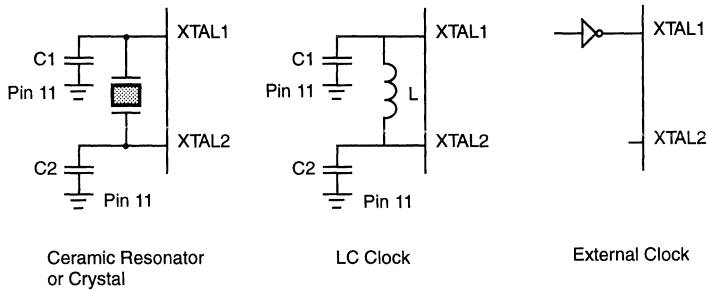 XTAL1
C1
Pin 11
XTAL2
C2
Pin 11
Ceramic Resonator
or Crystal
XTAL1
C1
Pin 11
L
XTAL2
C2
Pin 11
LC Clock
XTAL1
XTAL2
External Clock